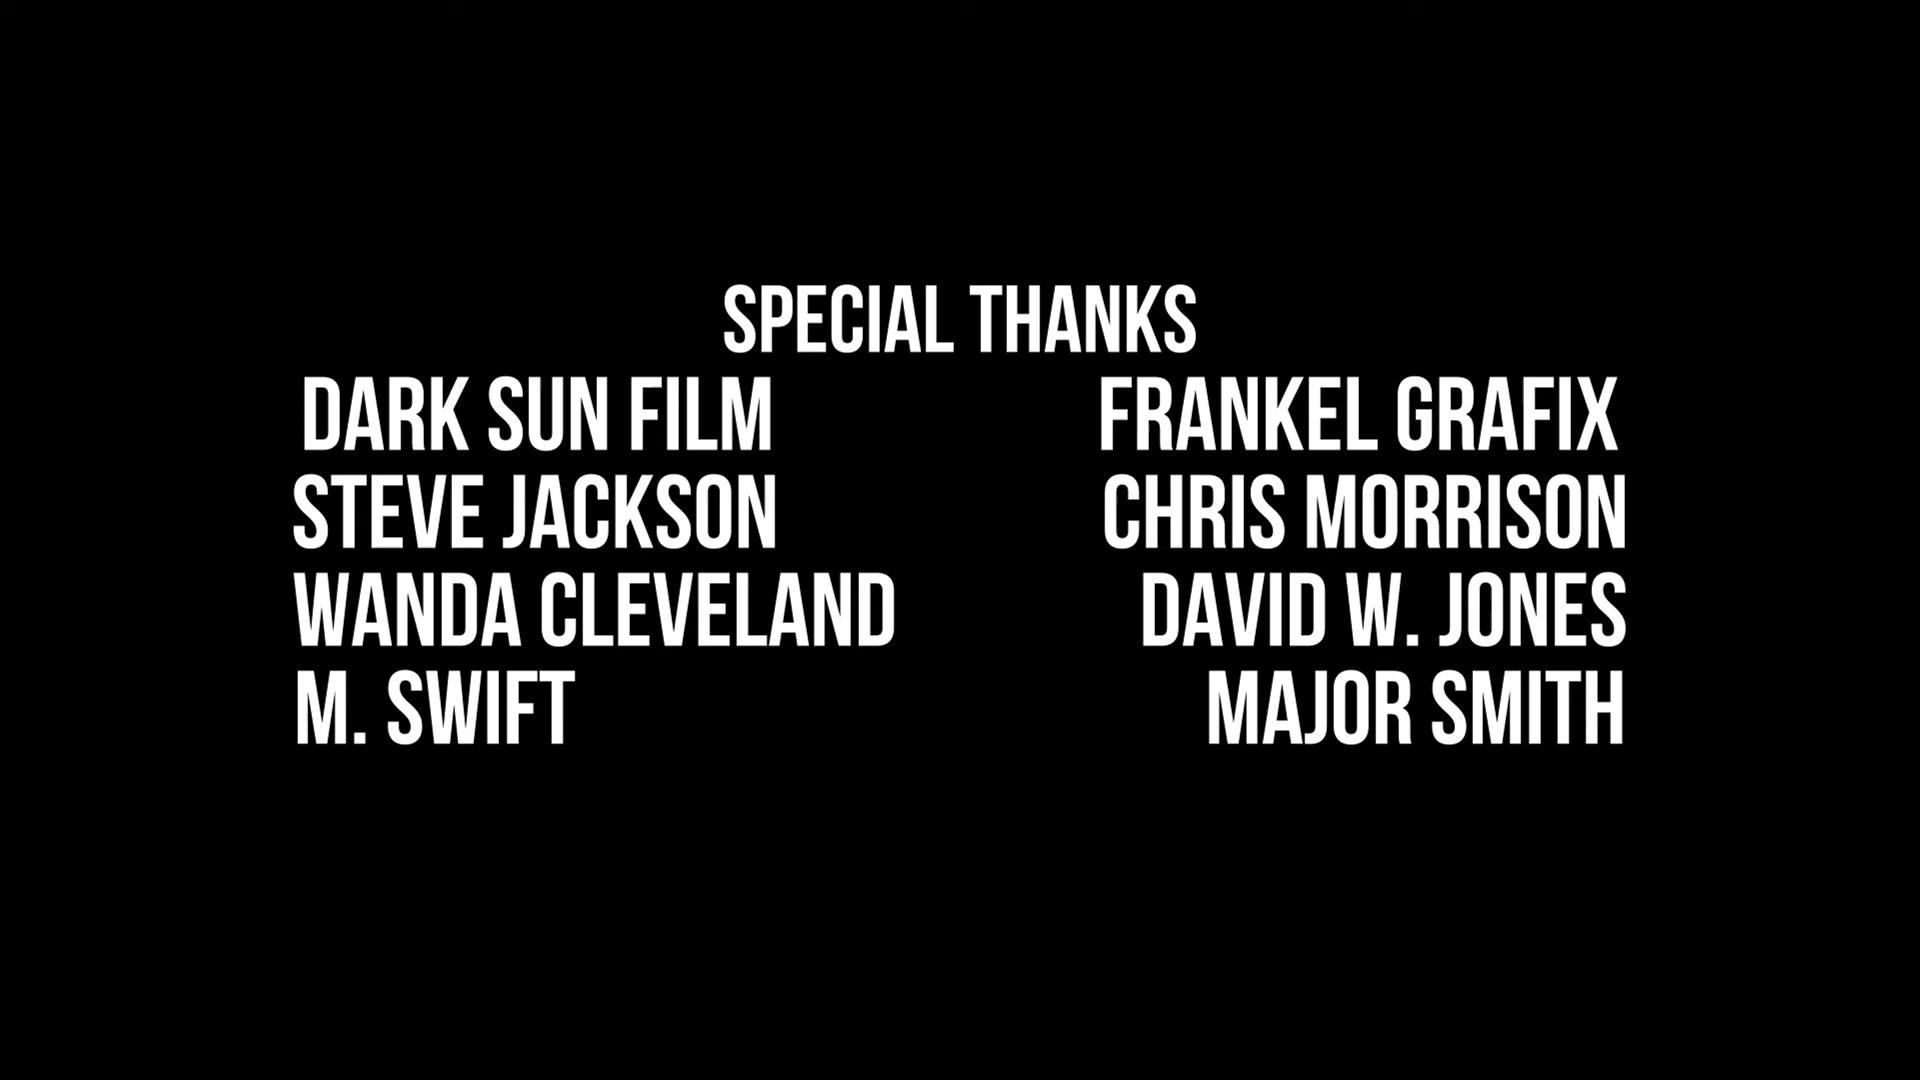 SPECIAL THANKS
DARK SUN FILM FRANKEL GRAFIX
STEVE JACKSON CHRIS MORRISON
WANDA CLEVELAND DAVID W. JONES
M. SWIFT MAJOR SMITH